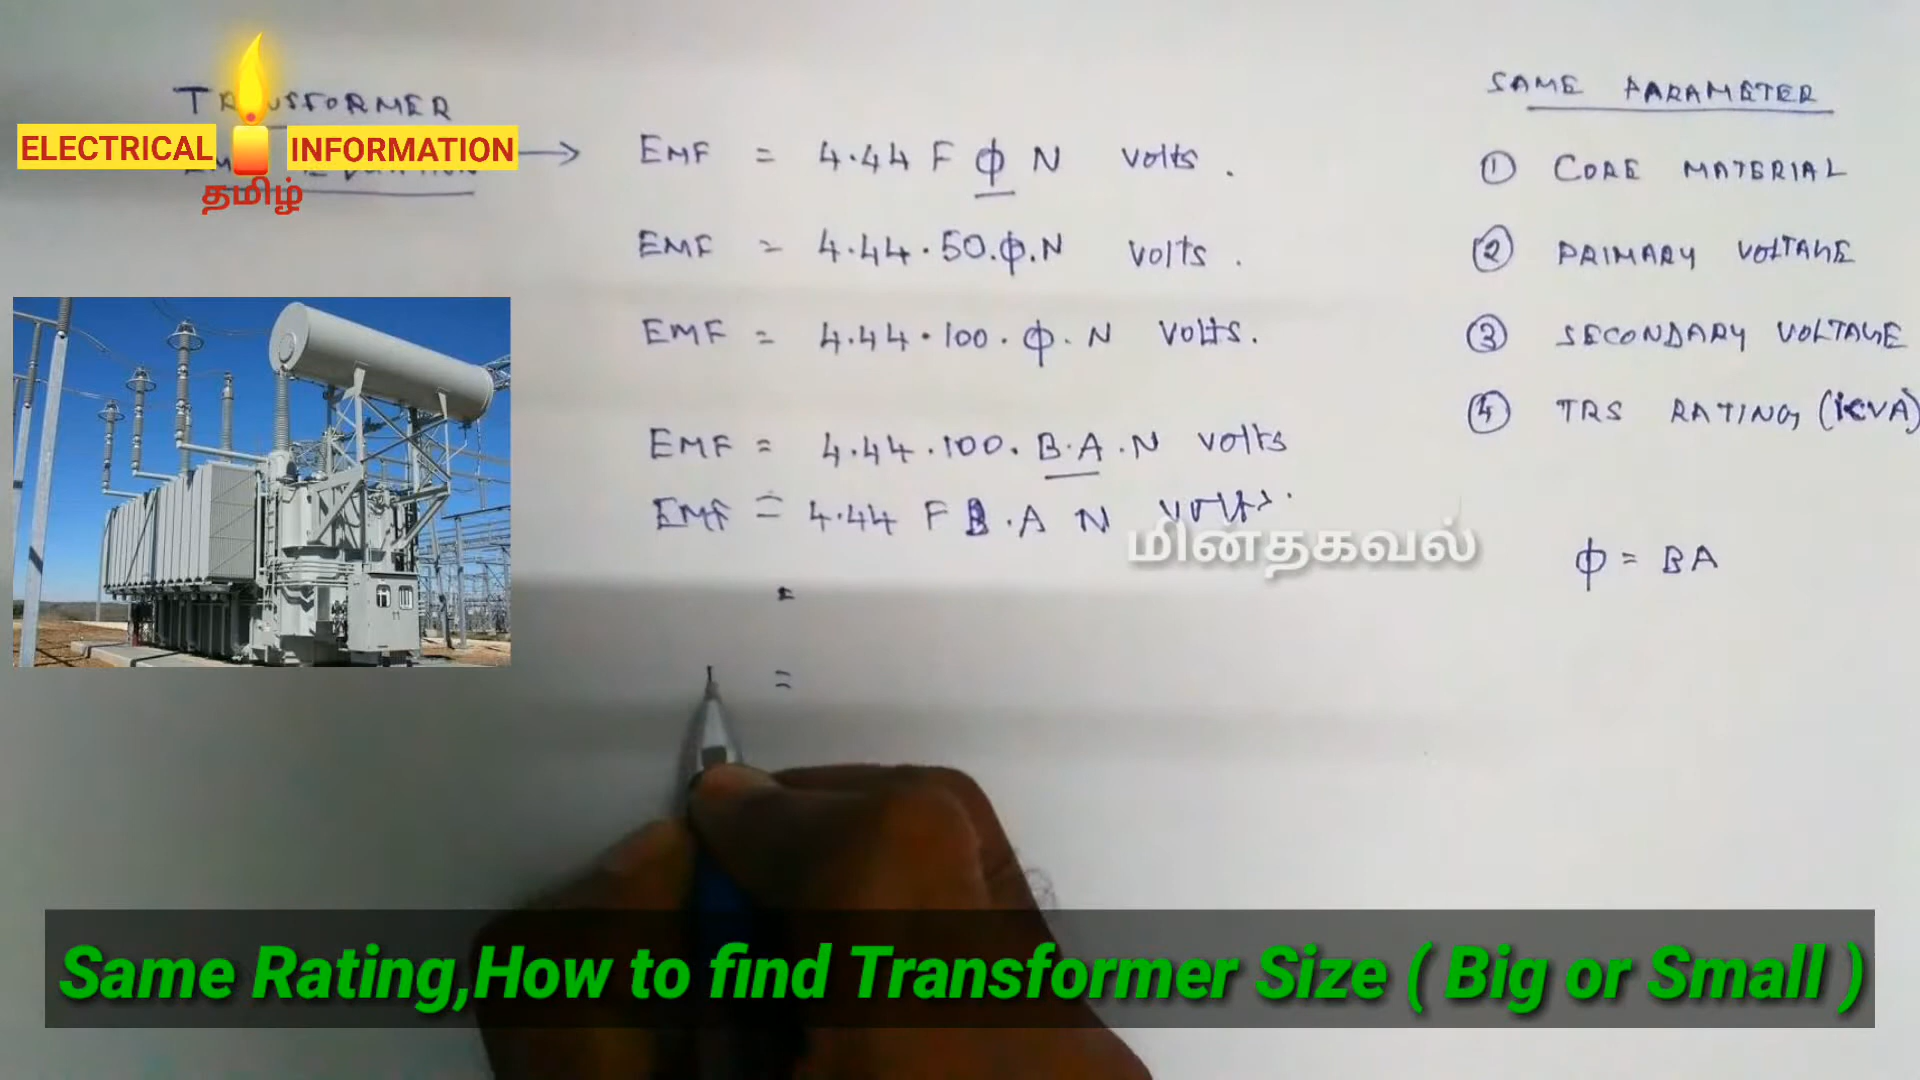 TRANSFORMER
ELECTRICAL INFORMATION
தமிழ்
EMF = 4.44 F ϕ N volts .
EMF = 4.44.50.ϕ.N volts .
EMF = 4.44.100.ϕ.N volts.
EMF = 4.44.100.B.A.N volts
EMF = 4.44 F B.A N volts.
=
=
மின்தகவல்
SAME PARAMETER
① CORE MATERIAL
② PRIMARY VOLTAGE
③ SECONDARY VOLTAGE
④ TRS RATING (KVA)
ϕ = BA
Same Rating,How to find Transformer Size ( Big or Small )